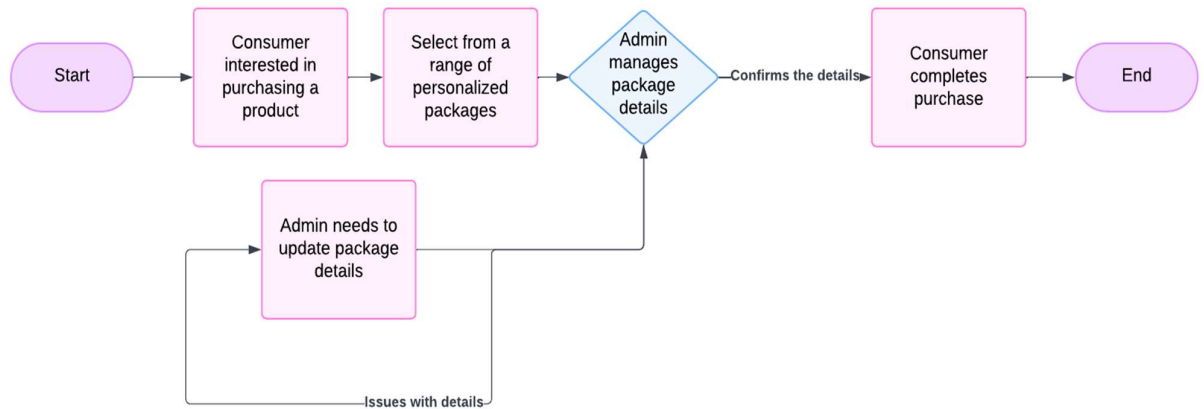 Start
Consumer
interested in
purchasing a
product
Select from a
range of
personalized
packages
Admin
manages
package
details
Confirms the details
Consumer
completes
purchase
End
Admin needs to
update package
details
Issues with details